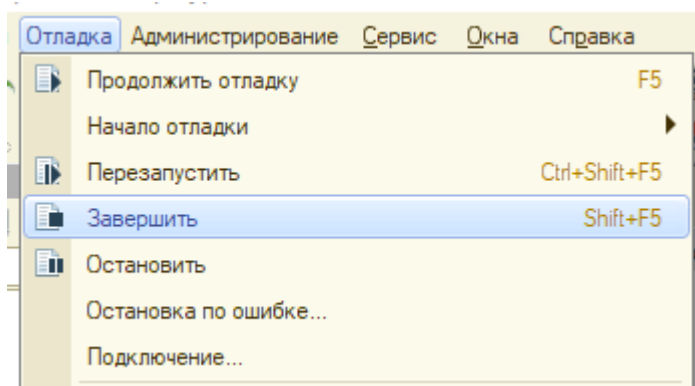 Отладка Администрирование Сервис Окна Справка
Продолжить отладку F5
Начало отладки
Перезапустить Ctrl+Shift+F5
Завершить Shift+F5
Остановить
Остановка по ошибке...
Подключение...